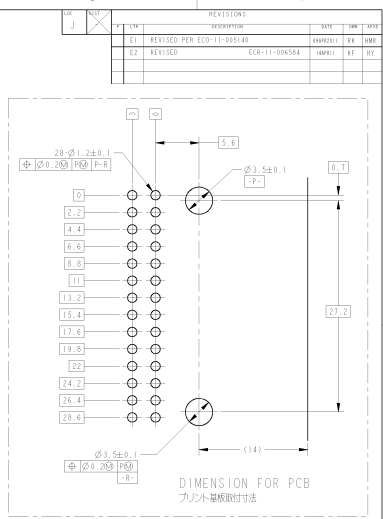 REVISIONS
LOC DIST
J
P LTR DESCRIPTION DATE DWN APVD
E1 REVISED PER ECO-11-005140 09APR2011 RK HMR
E2 REVISED ECR-11-006584 14APR11 KF HY
3 0
5.6
28-Ø1.2±0.1
⌖ Ø0.2Ⓜ PⓂ P-R
Ø3.5±0.1
-P-
0.7
0
2.2
4.4
6.6
8.8
11
13.2
15.4
17.6
19.8
22
24.2
26.4
28.6
27.2
(14)
Ø3.5±0.1
⌖ Ø0.2Ⓜ PⓂ
-R-
DIMENSION FOR PCB
プリント基板取付寸法